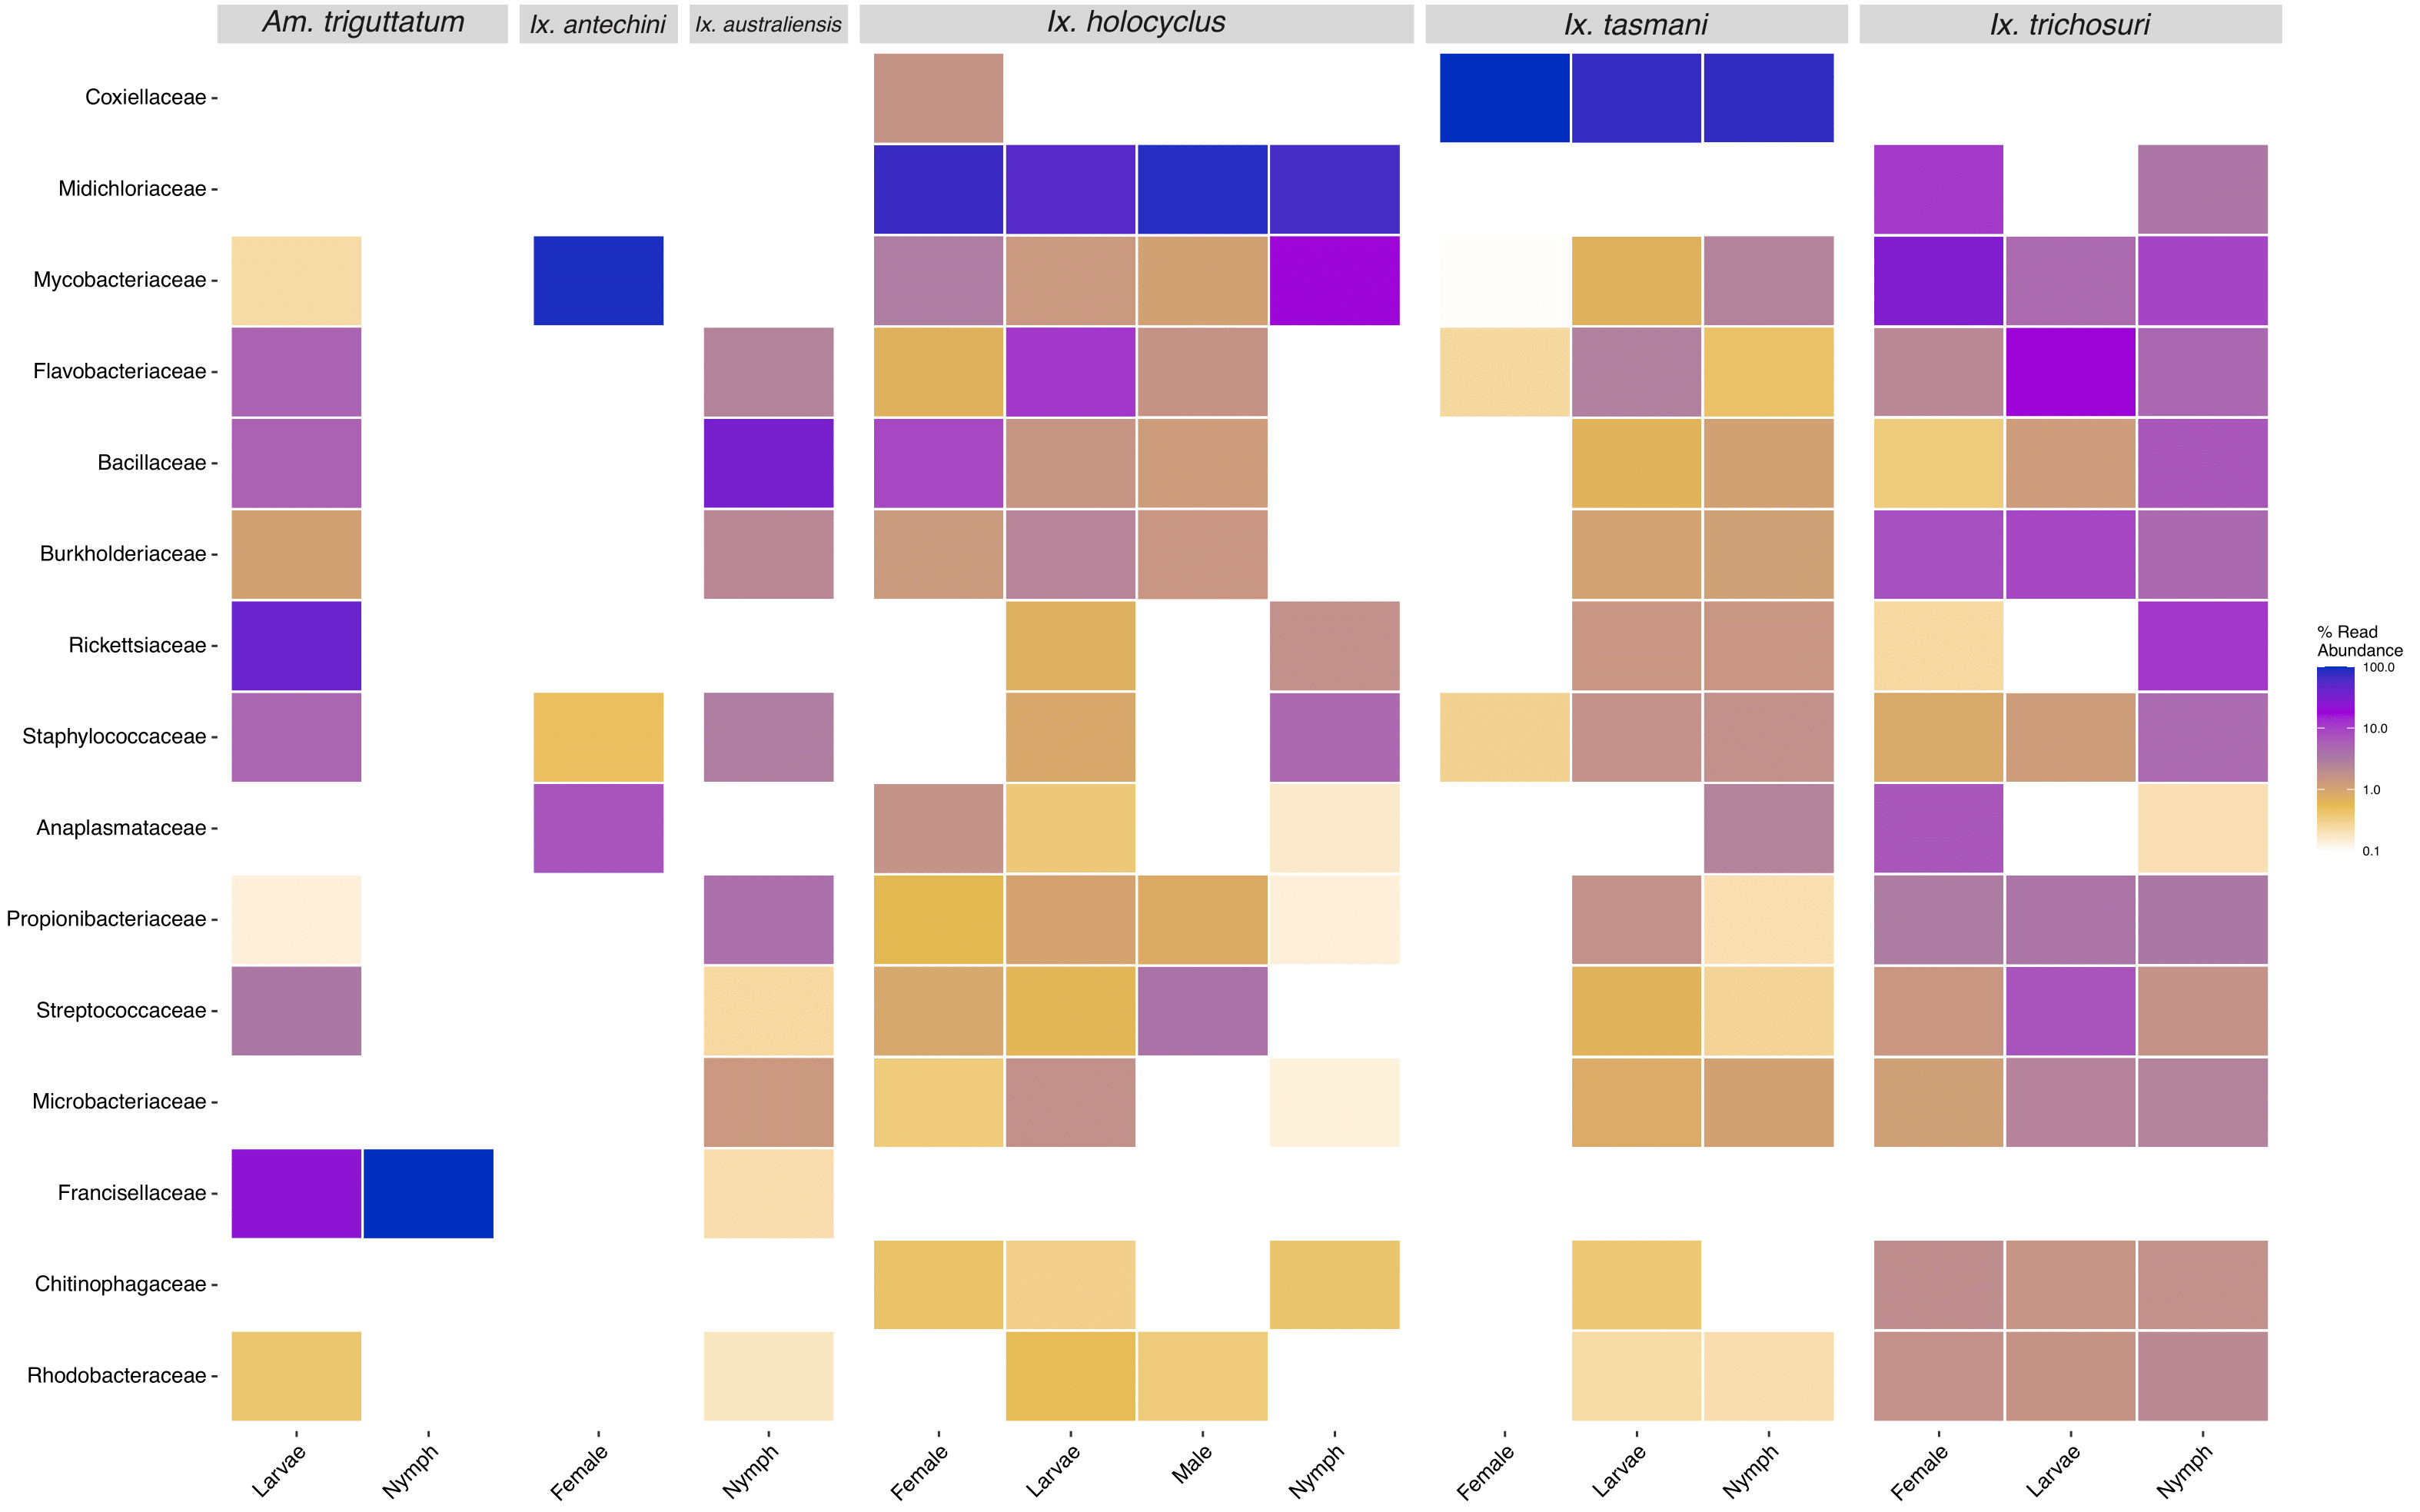 Am. triguttatum
Ix. antechini
Ix. australiensis
Ix. holocyclus
Ix. tasmani
Ix. trichosuri
Coxiellaceae
Midichloriaceae
Mycobacteriaceae
Flavobacteriaceae
Bacillaceae
Burkholderiaceae
Rickettsiaceae
Staphylococcaceae
Anaplasmataceae
Propionibacteriaceae
Streptococcaceae
Microbacteriaceae
Francisellaceae
Chitinophagaceae
Rhodobacteraceae
% Read
Abundance
100.0
10.0
1.0
0.1
Larvae
Nymph
Female
Nymph
Female
Larvae
Male
Nymph
Female
Larvae
Nymph
Female
Larvae
Nymph